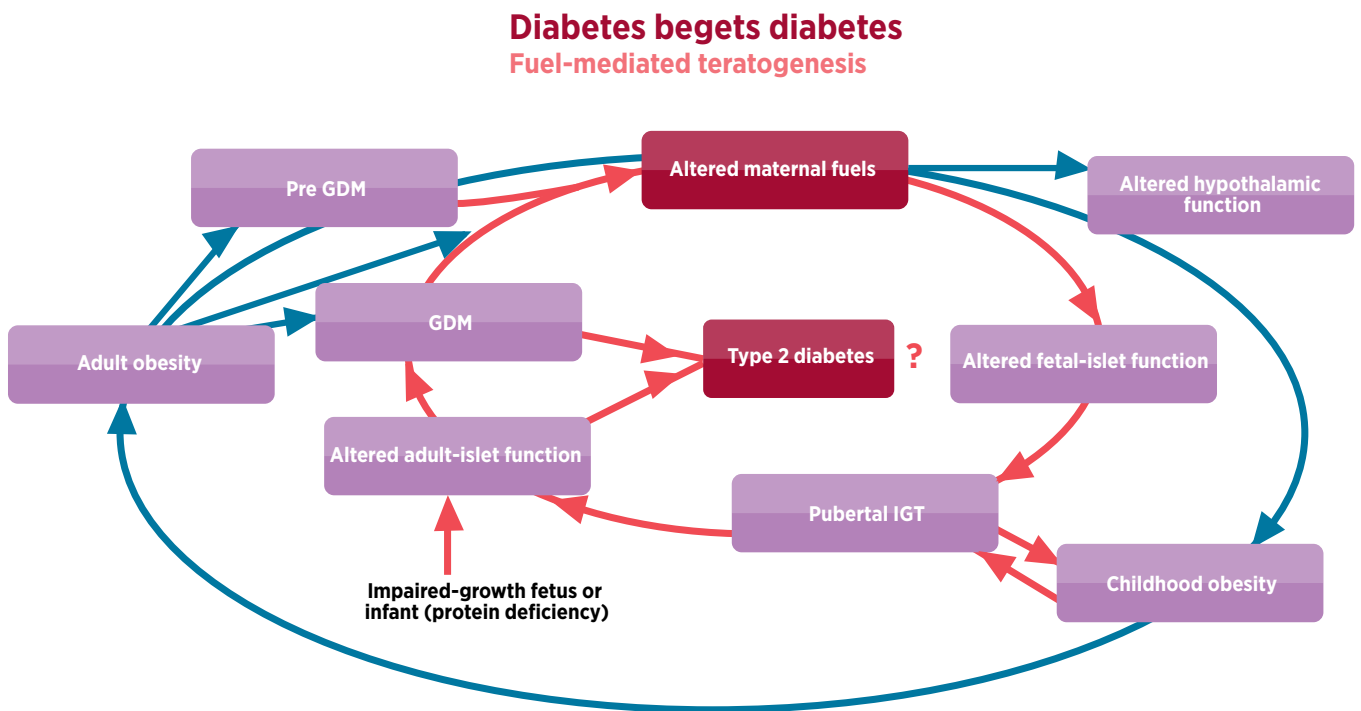 Diabetes begets diabetes
Fuel-mediated teratogenesis
Altered maternal fuels
Pre GDM
Altered hypothalamic
function
GDM
Type 2 diabetes
?
Adult obesity
Altered fetal-islet function
Altered adult-islet function
Pubertal IGT
Impaired-growth fetus or
infant (protein deficiency)
Childhood obesity